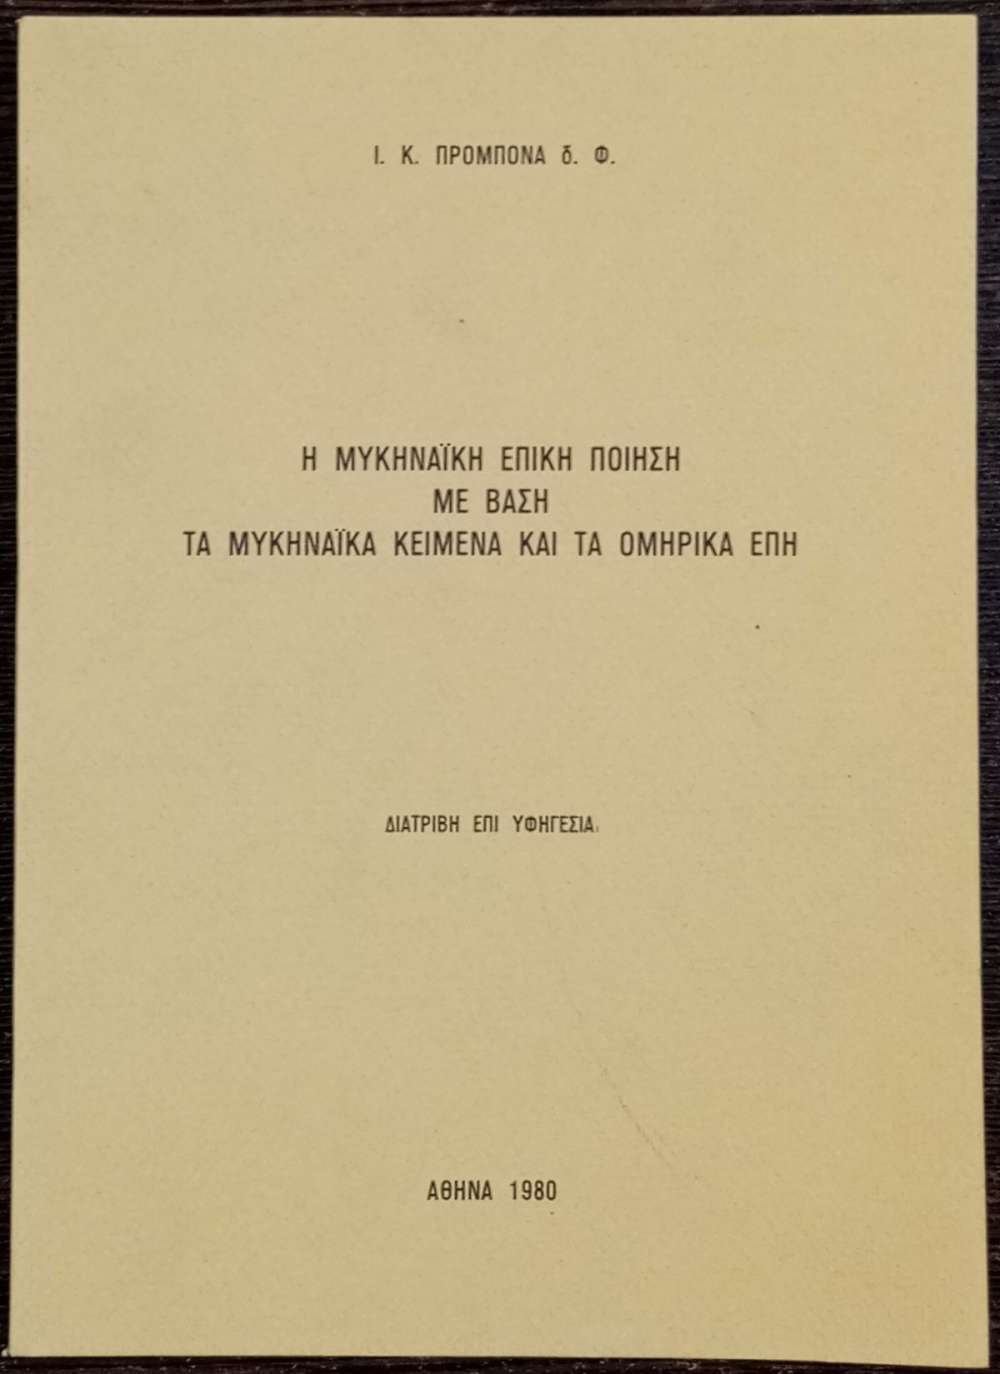 Ι. Κ. ΠΡΟΜΠΟΝΑ δ. Φ.
Η ΜΥΚΗΝΑΪΚΗ ΕΠΙΚΗ ΠΟΙΗΣΗ
ΜΕ ΒΑΣΗ
ΤΑ ΜΥΚΗΝΑΪΚΑ ΚΕΙΜΕΝΑ ΚΑΙ ΤΑ ΟΜΗΡΙΚΑ ΕΠΗ
ΔΙΑΤΡΙΒΗ ΕΠΙ ΥΦΗΓΕΣΙΑ
ΑΘΗΝΑ 1980